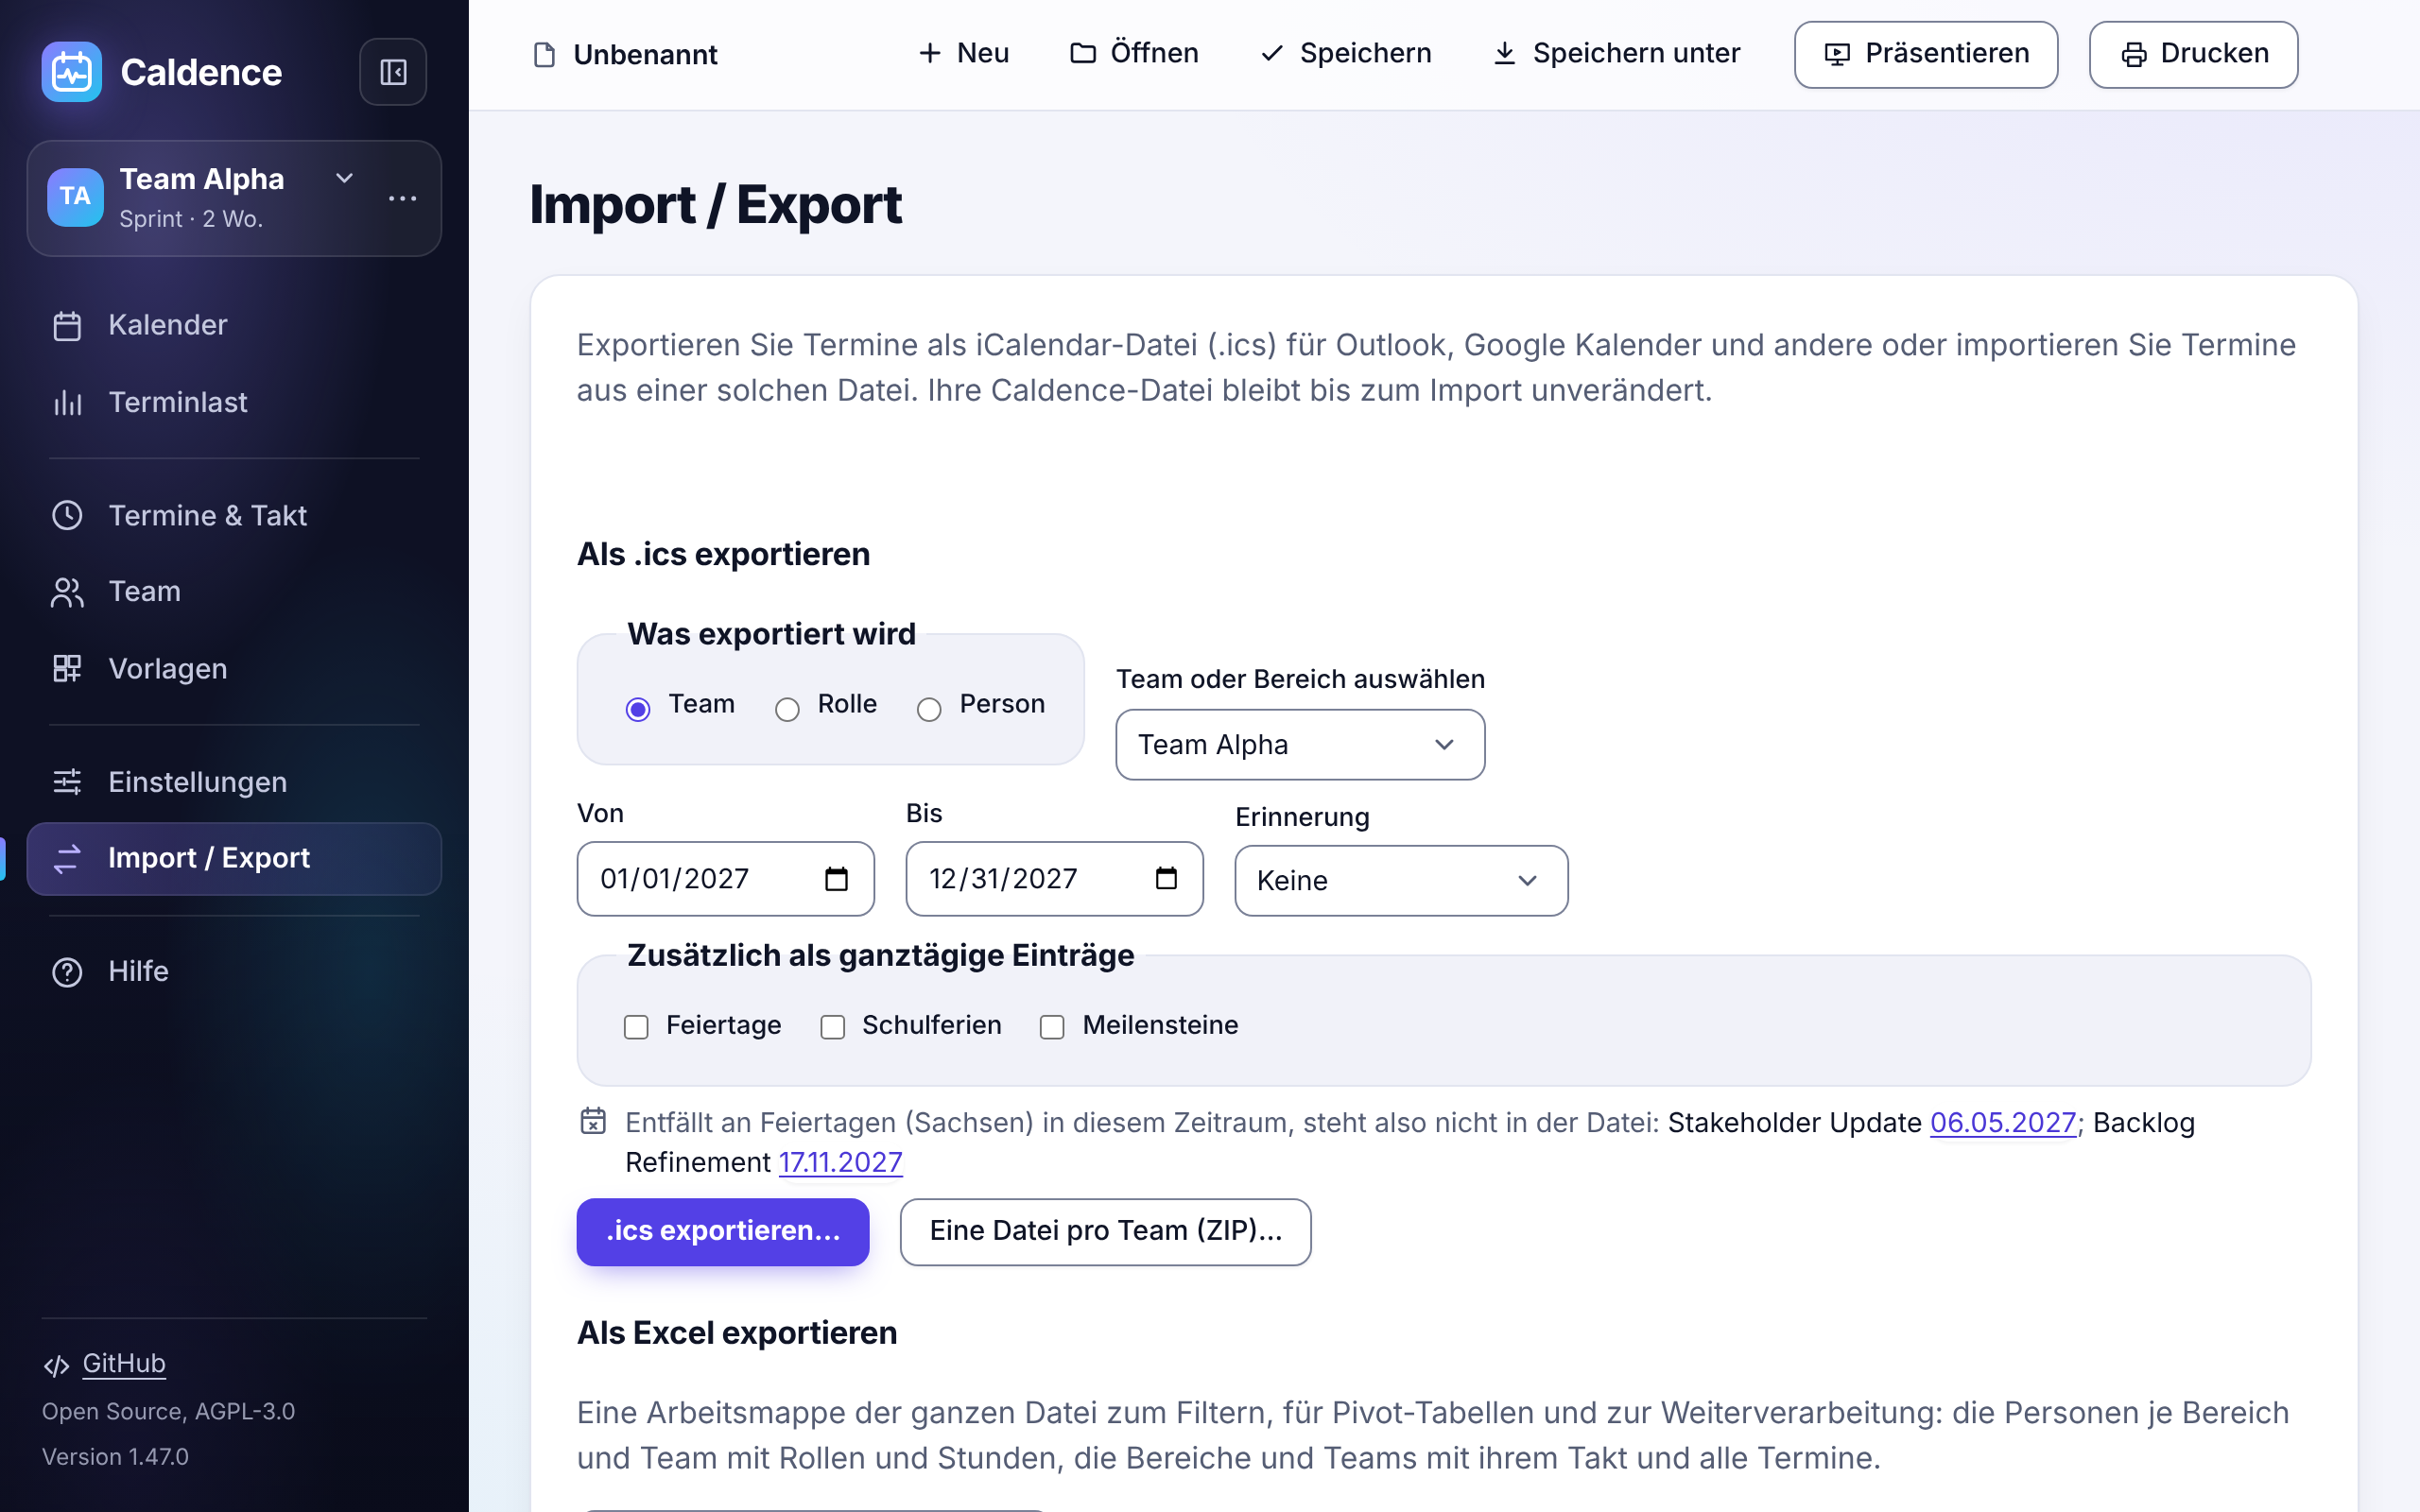 Caldence
TA
Team Alpha
Sprint · 2 Wo.
Kalender
Terminlast
Termine & Takt
Team
Vorlagen
Einstellungen
Import / Export
Hilfe
GitHub
Open Source, AGPL-3.0
Version 1.47.0
Unbenannt
Neu
Öffnen
Speichern
Speichern unter
Präsentieren
Drucken
Import / Export
Exportieren Sie Termine als iCalendar-Datei (.ics) für Outlook, Google Kalender und andere oder importieren Sie Termine
aus einer solchen Datei. Ihre Caldence-Datei bleibt bis zum Import unverändert.
Als .ics exportieren
Was exportiert wird
Team
Rolle
Person
Team oder Bereich auswählen
Team Alpha
Von
Bis
Erinnerung
01/01/2027
12/31/2027
Keine
Zusätzlich als ganztägige Einträge
Feiertage
Schulferien
Meilensteine
Entfällt an Feiertagen (Sachsen) in diesem Zeitraum, steht also nicht in der Datei: Stakeholder Update 06.05.2027; Backlog
Refinement 17.11.2027
.ics exportieren...
Eine Datei pro Team (ZIP)...
Als Excel exportieren
Eine Arbeitsmappe der ganzen Datei zum Filtern, für Pivot-Tabellen und zur Weiterverarbeitung: die Personen je Bereich
und Team mit Rollen und Stunden, die Bereiche und Teams mit ihrem Takt und alle Termine.